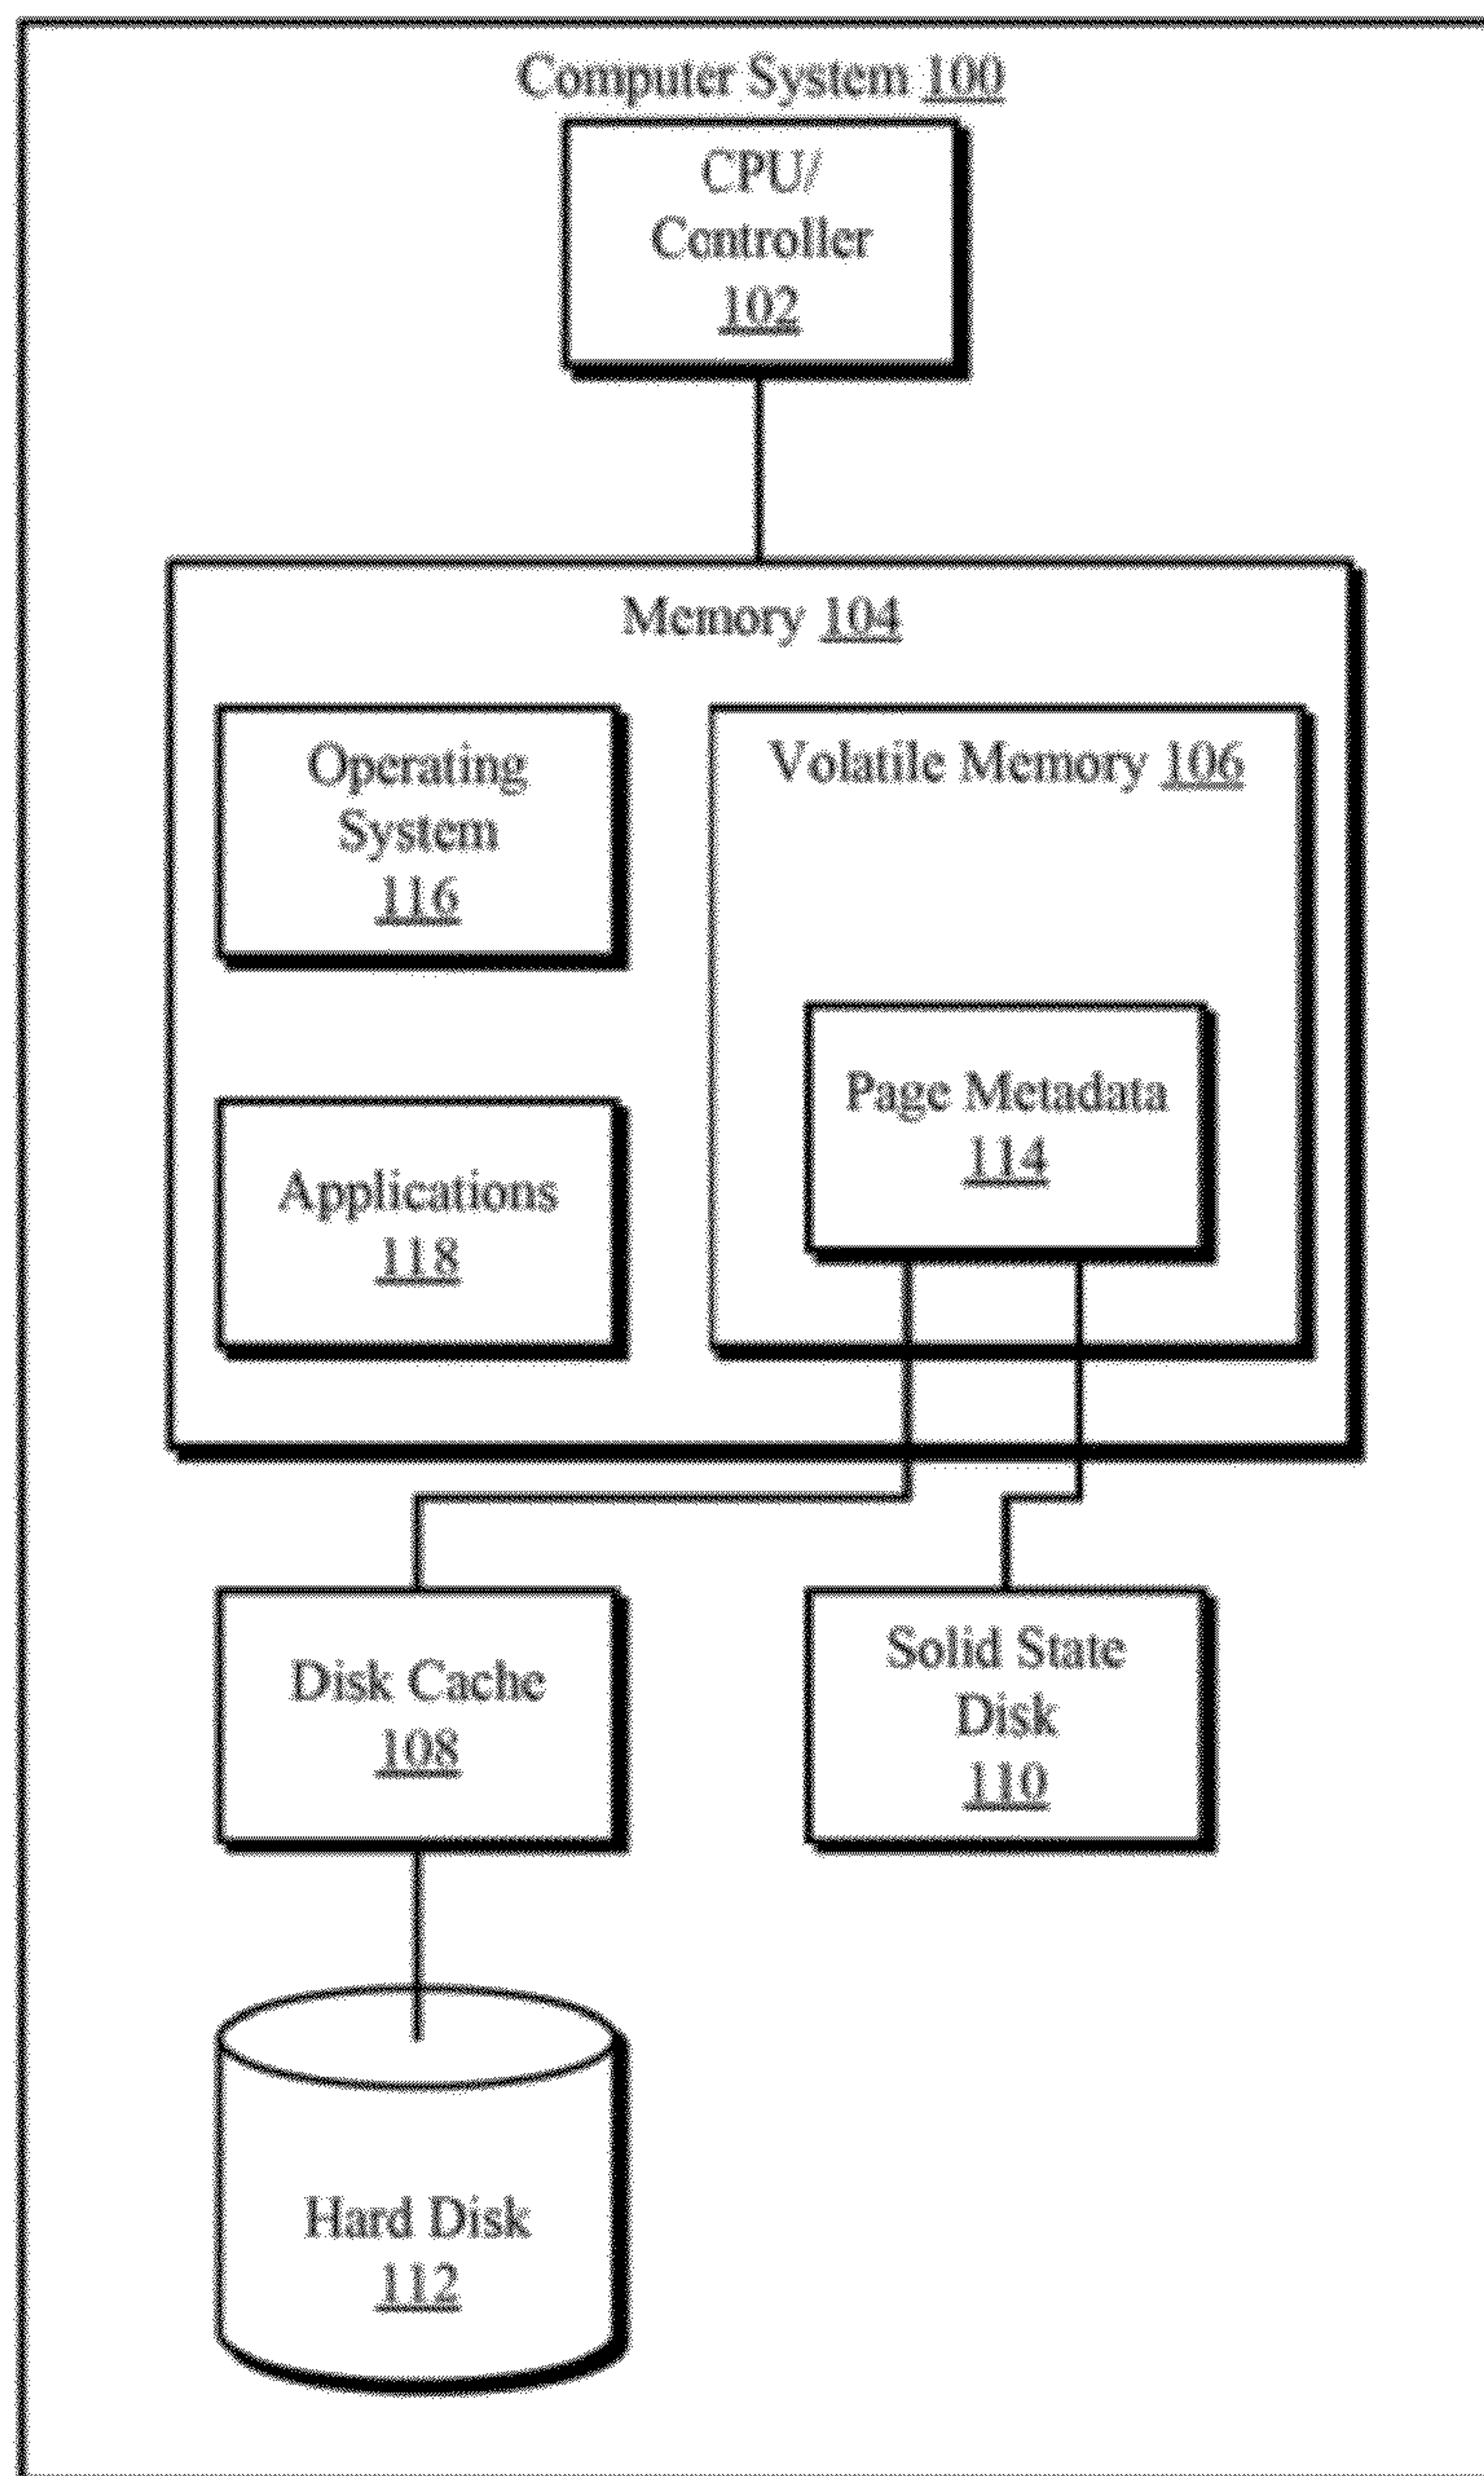 Computer System 100
CPU/
Controller
102
Memory 104
Operating
System
116
Volatile Memory 106
Page Metadata
114
Applications
118
Disk Cache
108
Solid State
Disk
110
Hard Disk
112